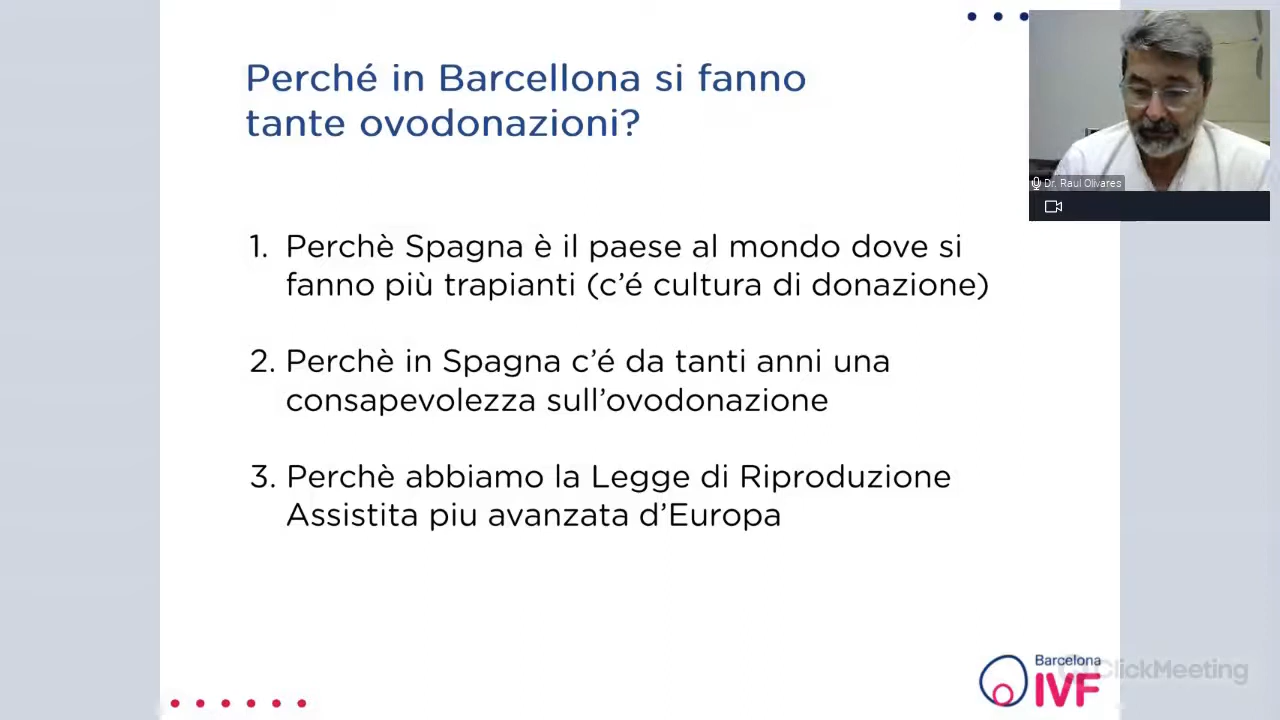 Perché in Barcellona si fanno
tante ovodonazioni?
Dr. Raul Olivares
1. Perchè Spagna è il paese al mondo dove si
fanno più trapianti (c’é cultura di donazione)
2. Perchè in Spagna c’é da tanti anni una
consapevolezza sull’ovodonazione
3. Perchè abbiamo la Legge di Riproduzione
Assistita piu avanzata d’Europa
Barcelona
IVF
ClickMeeting